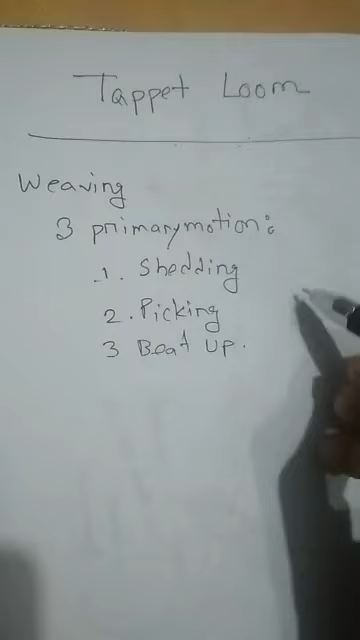 Tappet Loom
Weaving
3 primarymotion:
1. Shedding
2. Picking
3 Beat Up.